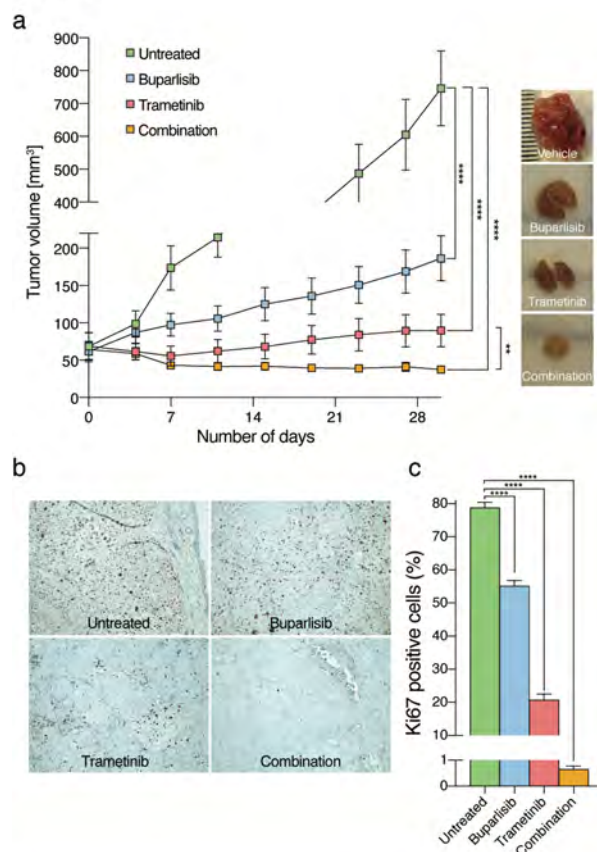 a
900
800
700
600
500
400
200
150
100
50
0
Tumor volume [mm³]
Untreated
Buparlisib
Trametinib
Combination
****
****
****
**
0
7
14
21
28
Number of days
Vehicle
Buparlisib
Trametinib
Combination
b
Untreated
Buparlisib
Trametinib
Combination
c
****
****
****
80
70
60
50
40
30
20
10
1
0
Ki67 positive cells (%)
Untreated
Buparlisib
Trametinib
Combination